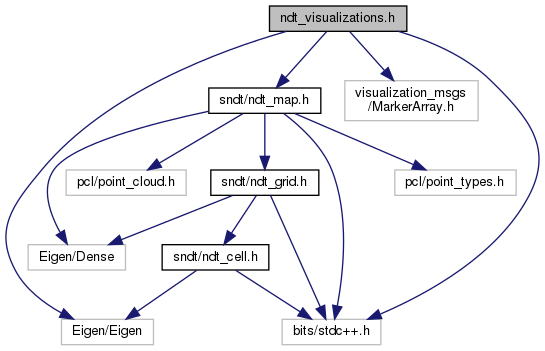 ndt_visualizations.h
sndt/ndt_map.h
visualization_msgs
/MarkerArray.h
pcl/point_cloud.h
sndt/ndt_grid.h
pcl/point_types.h
Eigen/Dense
sndt/ndt_cell.h
Eigen/Eigen
bits/stdc++.h